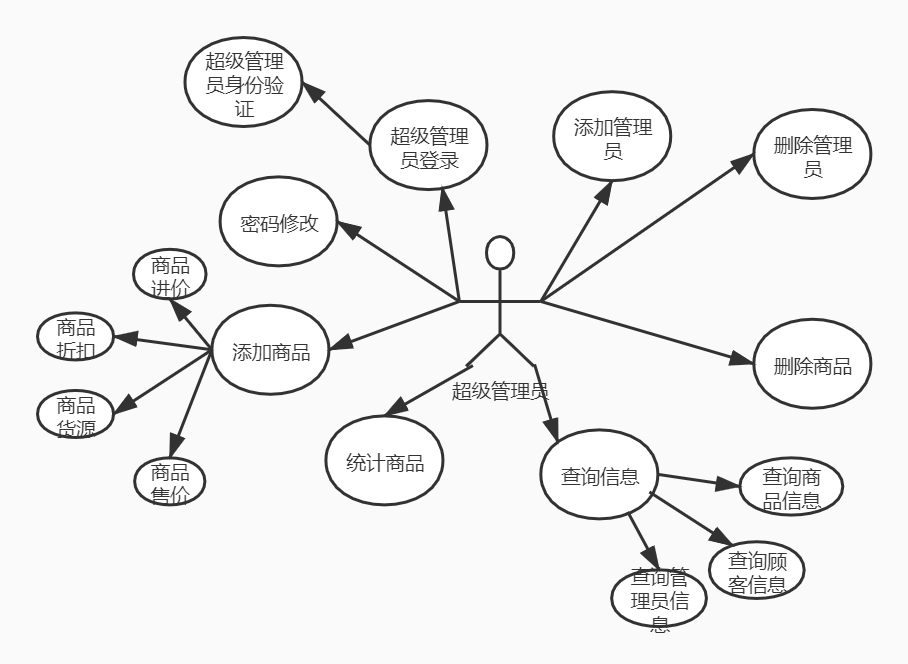 超级管理
员身份验
证
超级管理
员登录
添加管理
员
删除管理
员
密码修改
商品
进价
商品
折扣
添加商品
商品
货源
商品
售价
超级管理员
删除商品
统计商品
查询信息
查询商
品信息
查询顾
客信息
查询管
理员信
息